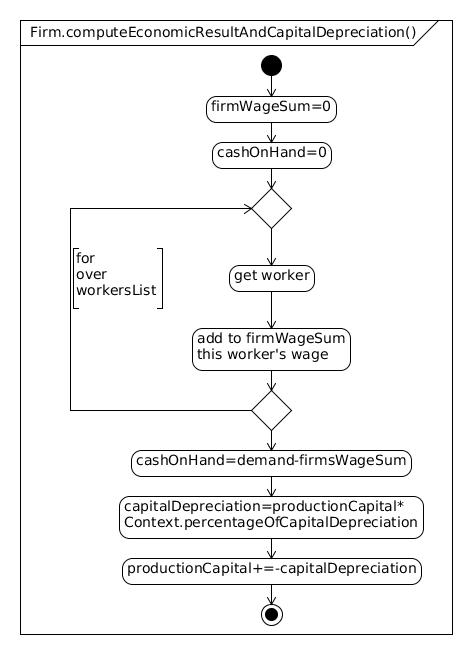 Firm.computeEconomicResultAndCapitalDepreciation()
firmWageSum=0
cashOnHand=0
for
over
workersList
get worker
add to firmWageSum
this worker's wage
cashOnHand=demand-firmsWageSum
capitalDepreciation=productionCapital*
Context.percentageOfCapitalDepreciation
productionCapital+=-capitalDepreciation